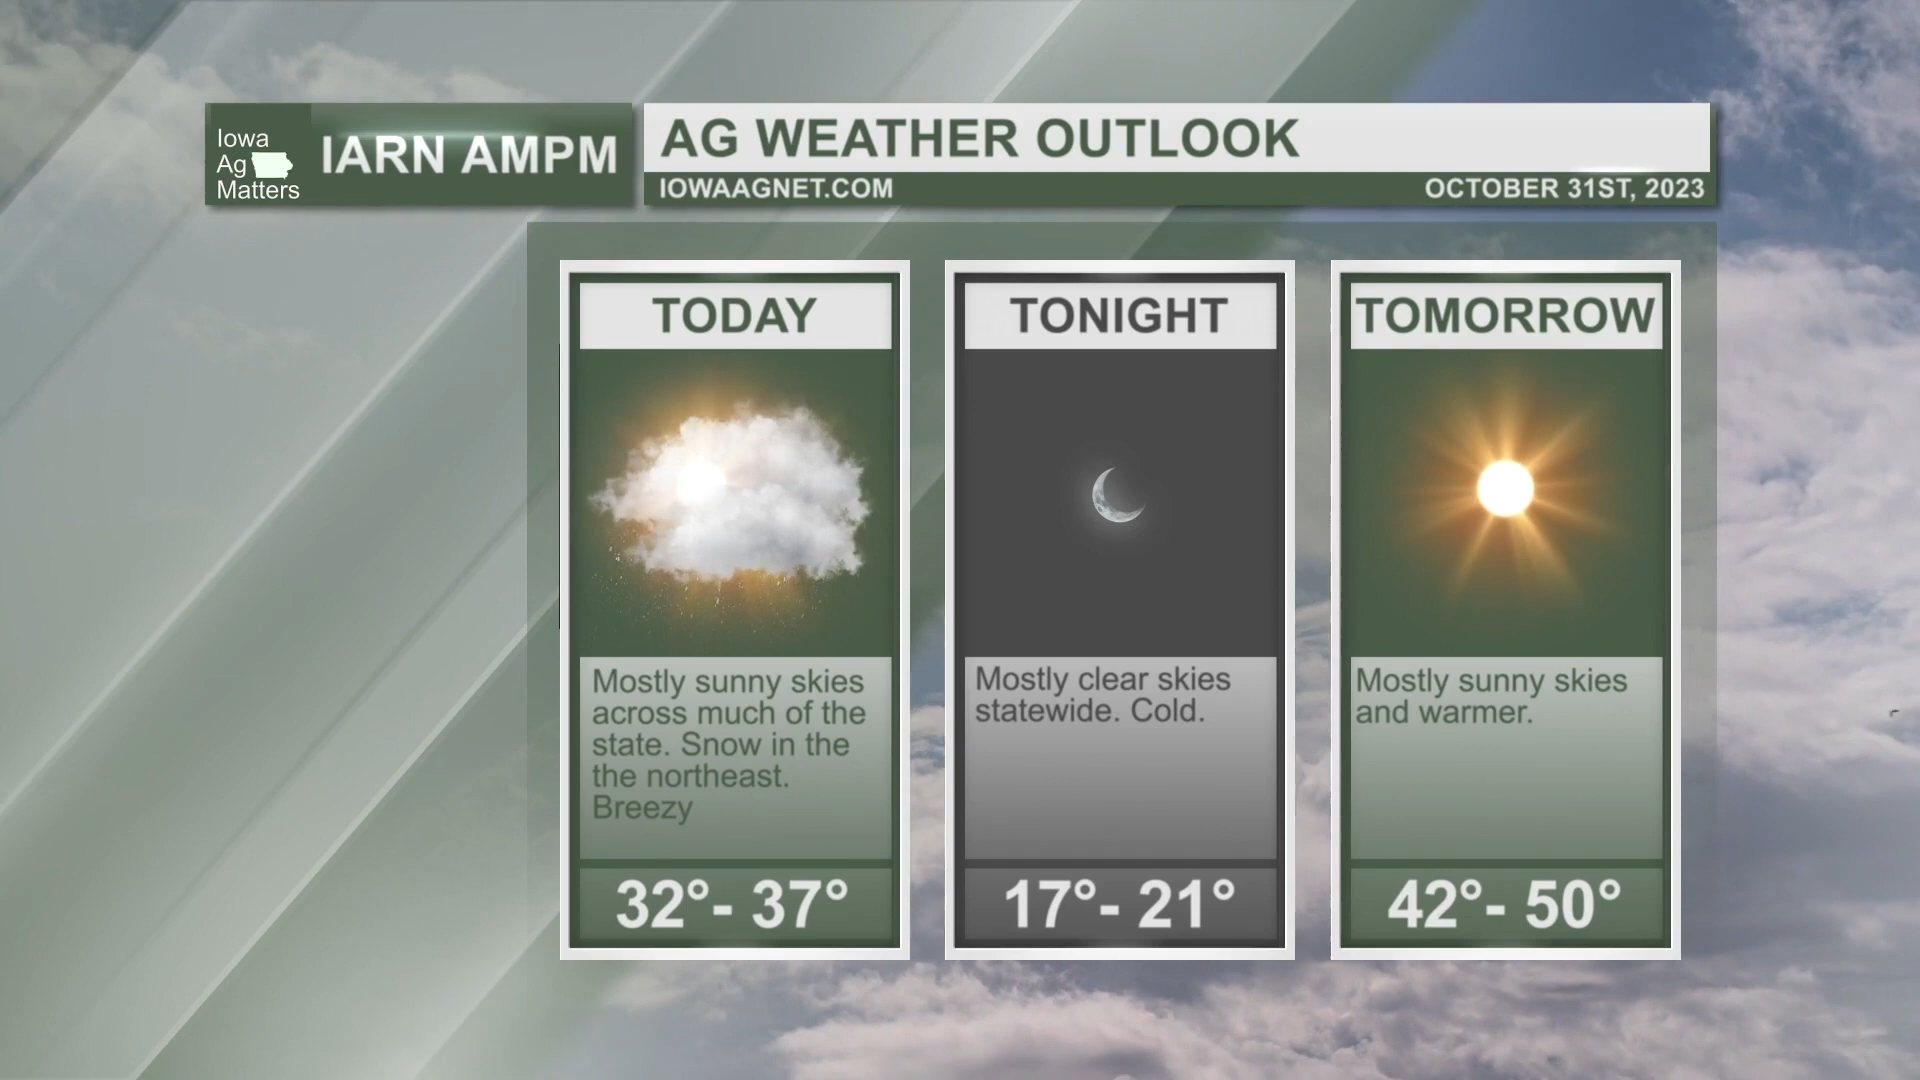 Iowa
Ag
Matters
IARN AMPM
AG WEATHER OUTLOOK
IOWAAGNET.COM
OCTOBER 31ST, 2023
TODAY
Mostly sunny skies
across much of the
state. Snow in the
the northeast.
Breezy
32°- 37°
TONIGHT
Mostly clear skies
statewide. Cold.
17°- 21°
TOMORROW
Mostly sunny skies
and warmer.
42°- 50°